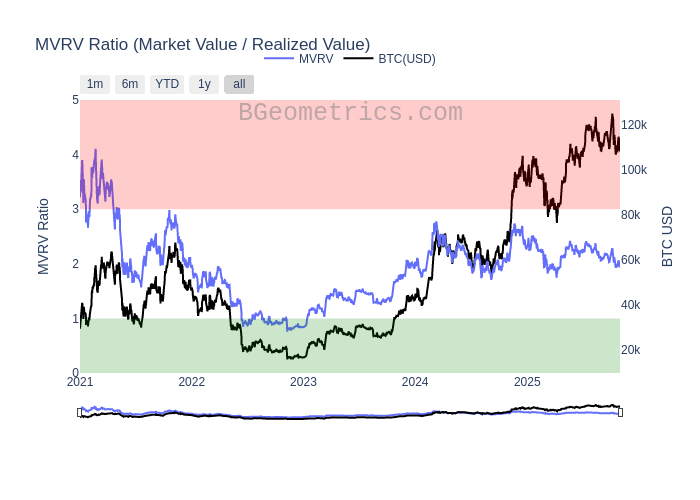 MVRV Ratio (Market Value / Realized Value)
MVRV BTC(USD)
1m 6m YTD 1y all
BGeometrics.com
5
4
3
2
1
0
MVRV Ratio
120k
100k
80k
60k
40k
20k
BTC USD
2021 2022 2023 2024 2025